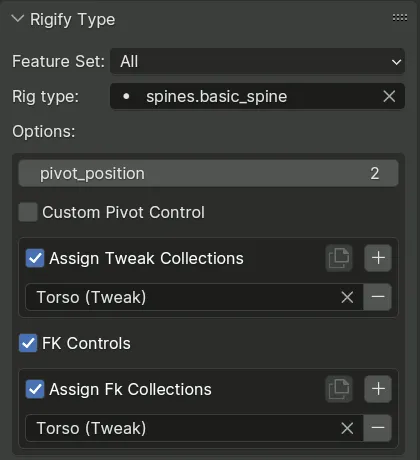 Rigify Type
Feature Set: All
Rig type: spines.basic_spine
Options:
pivot_position 2
Custom Pivot Control
Assign Tweak Collections
Torso (Tweak)
FK Controls
Assign Fk Collections
Torso (Tweak)